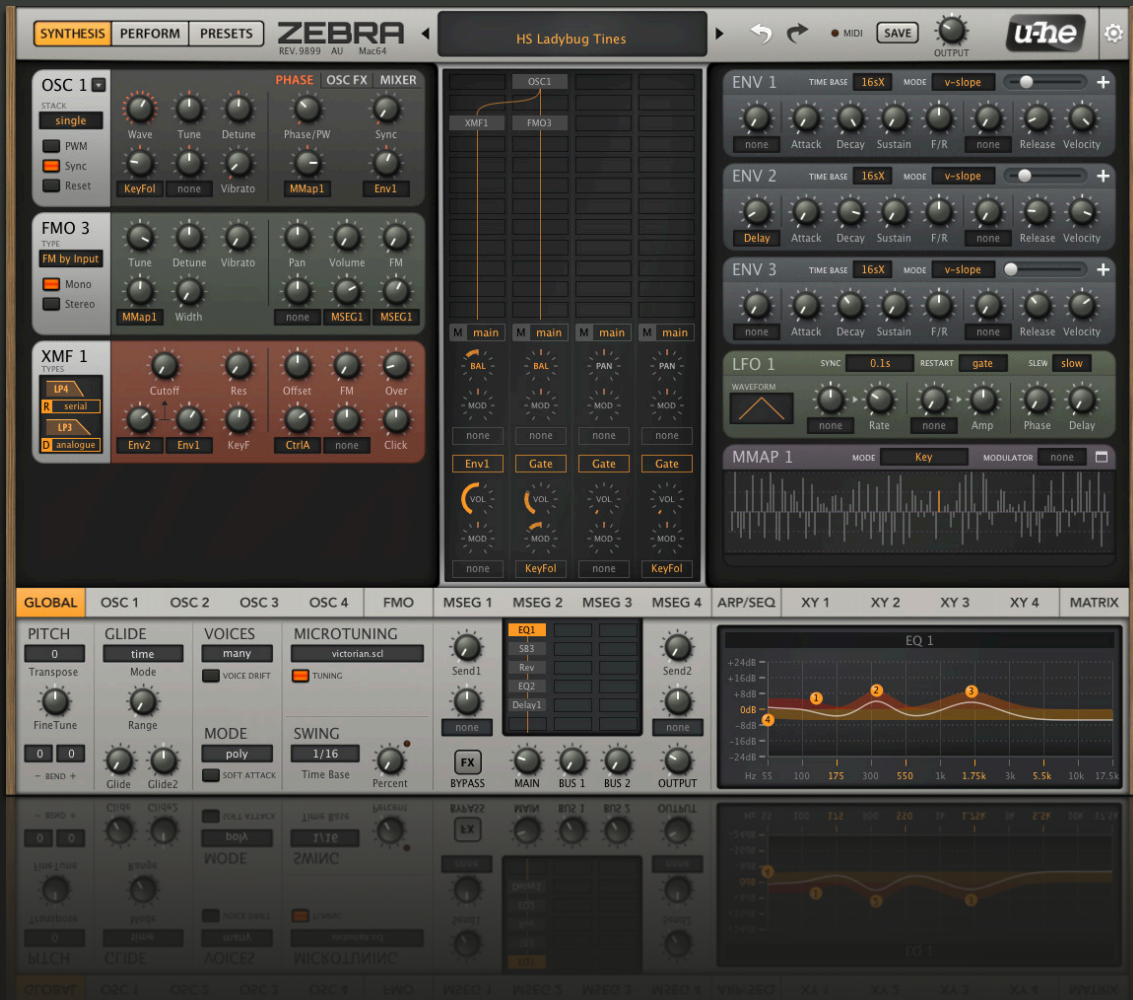 SYNTHESIS PERFORM PRESETS ZEBRA HS Ladybug Tines MIDI SAVE OUTPUT u-he
REV. 9899 AU Mac64
OSC 1 PHASE OSC FX MIXER
STACK
single
PWM
Sync
Reset
Wave Tune Detune Phase/PW Sync
KeyFol none Vibrato MMap1 Env1
FMO 3
TYPE
FM by Input
Mono
Stereo
Tune Detune Vibrato Pan Volume FM
MMap1 Width none MSEG1 MSEG1
XMF 1
TYPES
LP4
R serial
LP3
D analogue
Cutoff Res Offset FM Over
Env2 Env1 KeyF CtrlA none Click
OSC1
XMF1 FMO3
M main M main M main M main
BAL BAL PAN PAN
MOD MOD MOD MOD
none none none none
Env1 Gate Gate Gate
VOL VOL VOL VOL
MOD MOD MOD MOD
none KeyFol none KeyFol
ENV 1 TIME BASE 16sX MODE v-slope +
none Attack Decay Sustain F/R none Release Velocity
ENV 2 TIME BASE 16sX MODE v-slope +
Delay Attack Decay Sustain F/R none Release Velocity
ENV 3 TIME BASE 16sX MODE v-slope +
none Attack Decay Sustain F/R none Release Velocity
LFO 1 SYNC 0.1s RESTART gate SLEW slow
WAVEFORM
none Rate none Amp Phase Delay
MMAP 1 MODE Key MODULATOR none
GLOBAL OSC 1 OSC 2 OSC 3 OSC 4 FMO MSEG 1 MSEG 2 MSEG 3 MSEG 4 ARP/SEQ XY 1 XY 2 XY 3 XY 4 MATRIX
PITCH
0
Transpose
FineTune
0 0
− BEND +
GLIDE
time
Mode
Range
Glide Glide2
VOICES
many
VOICE DRIFT
MODE
poly
SOFT ATTACK
MICROTUNING
victorian.scl
TUNING
SWING
1/16
Time Base
Percent
Send1
none
FX
BYPASS
EQ1
SB3
Rev
EQ2
Delay1
MAIN BUS 1 BUS 2
Send2
none
OUTPUT
EQ 1
+24dB
+16dB
+8dB
0dB
-8dB
-16dB
-24dB
1 2 3 4
Hz 55 100 175 300 550 1k 1.75k 3k 5.5k 10k 17.5k